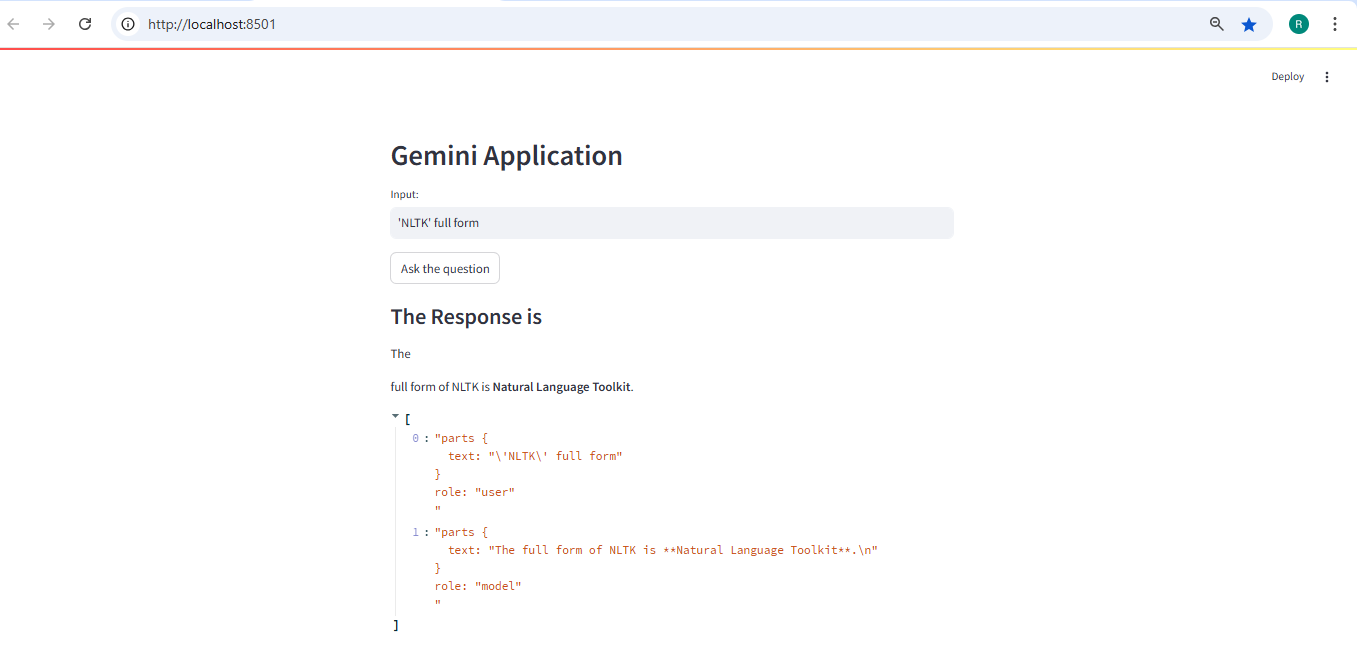 http://localhost:8501
R
Deploy
Gemini Application
Input:
'NLTK' full form
Ask the question
The Response is
The
full form of NLTK is Natural Language Toolkit.
[
0 : "parts {
text: "\'NLTK\' full form"
}
role: "user"
"
1 : "parts {
text: "The full form of NLTK is **Natural Language Toolkit**.\n"
}
role: "model"
"
]